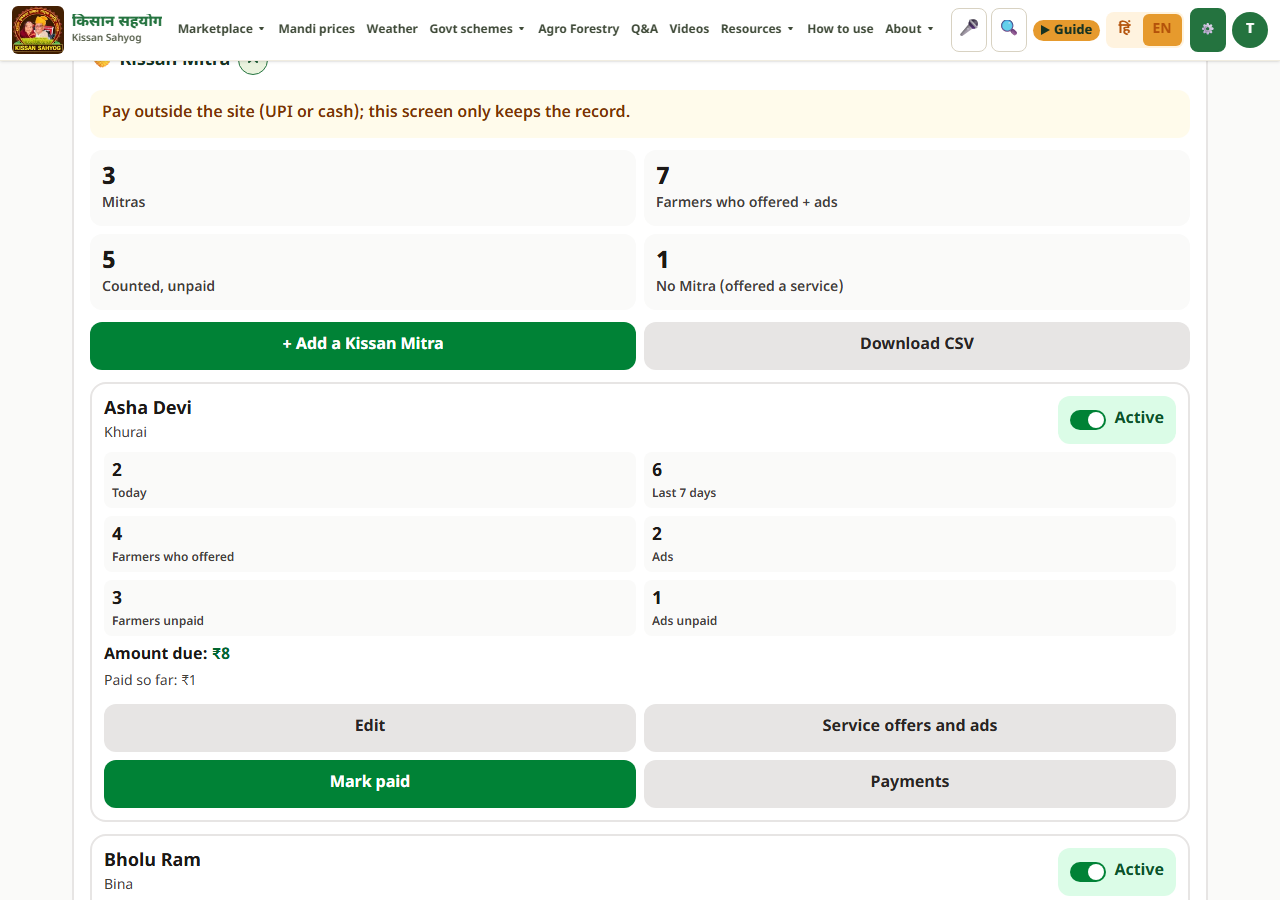 किसान सहयोग
Kissan Sahyog
KISSAN SAHYOG
Marketplace
Mandi prices
Weather
Govt schemes
Agro Forestry
Q&A
Videos
Resources
How to use
About
Guide
हिं
EN
T
Kissan Mitra
Pay outside the site (UPI or cash); this screen only keeps the record.
3
Mitras
7
Farmers who offered + ads
5
Counted, unpaid
1
No Mitra (offered a service)
+ Add a Kissan Mitra
Download CSV
Asha Devi
Khurai
Active
2
Today
6
Last 7 days
4
Farmers who offered
2
Ads
3
Farmers unpaid
1
Ads unpaid
Amount due: ₹8
Paid so far: ₹1
Edit
Service offers and ads
Mark paid
Payments
Bholu Ram
Bina
Active